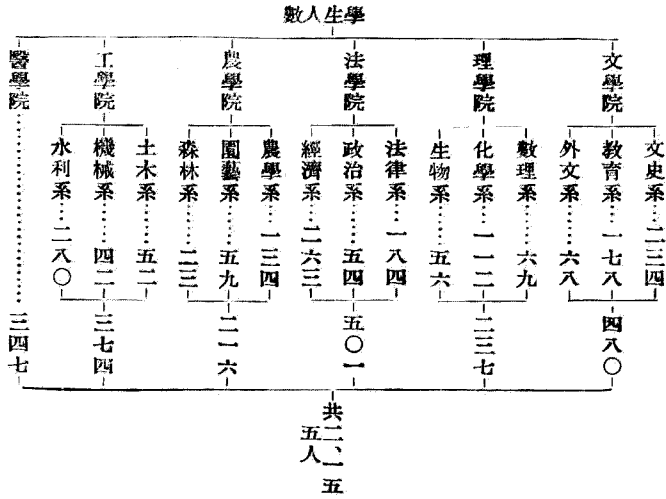 學生人數
文學院
文史系……二三四
教育系…一七八
外文系……六八
四八〇
理學院
數理系……六九
化學系…一一二
生物系……五六
二三七
法學院
法律系…一八四
政治系……五四
經濟系…二六三
五〇一
農學院
農學系…一三四
園藝系……五九
森林系……二三
二一六
工學院
土木系……五二
機械系……四二
水利系…二八〇
三七四
醫學院……………………三四七
共二、一五
五人